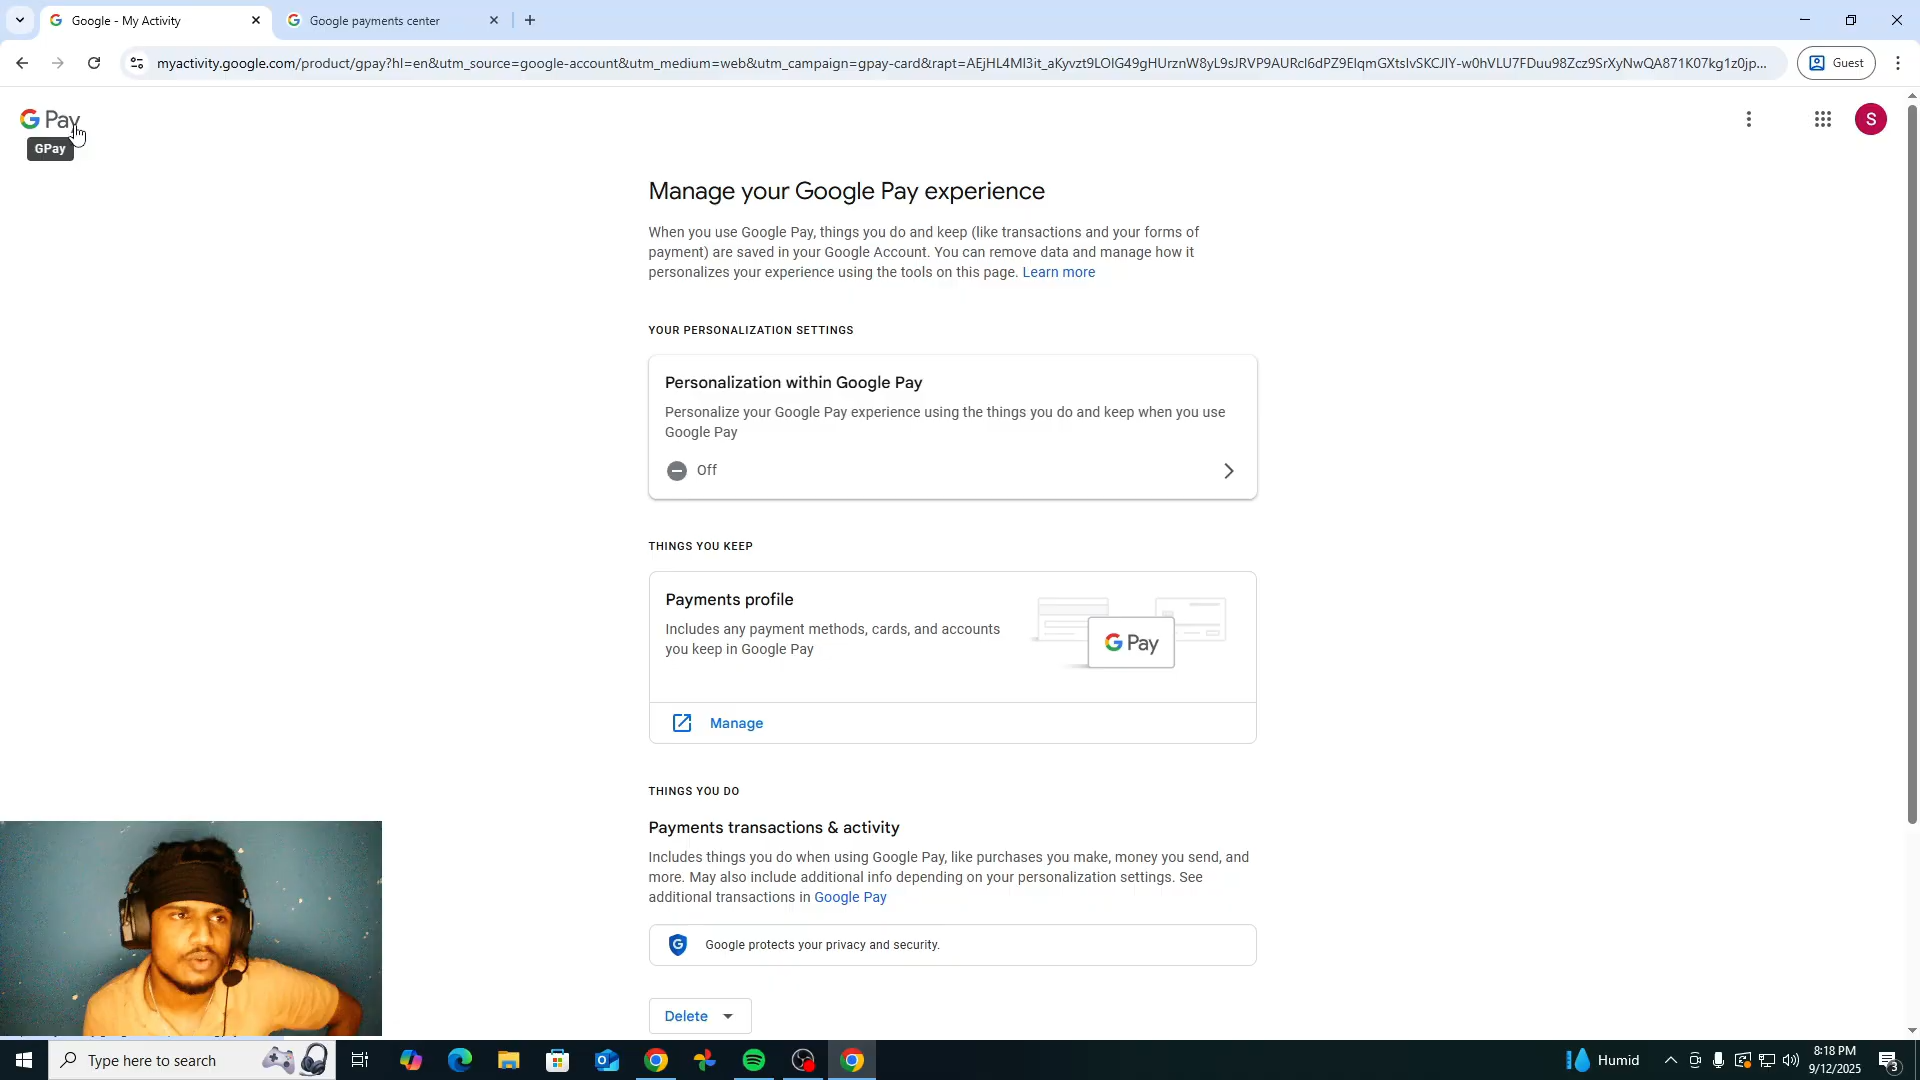 Google - My Activity
Google payments center
myactivity.google.com/product/gpay?hl=en&utm_source=google-account&utm_medium=web&utm_campaign=gpay-card&rapt=AEjHL4MI3it_aKyvzt9LOIG49gHUrznW8yL9sJRVP9AURcl6dPZ9ElqmGXtslvSKCJIY-w0hVLU7FDuu98Zcz9SrXyNwQA871K07kg1z0jp...
Guest
G Pay
GPay
S
Manage your Google Pay experience
When you use Google Pay, things you do and keep (like transactions and your forms of
payment) are saved in your Google Account. You can remove data and manage how it
personalizes your experience using the tools on this page. Learn more
YOUR PERSONALIZATION SETTINGS
Personalization within Google Pay
Personalize your Google Pay experience using the things you do and keep when you use
Google Pay
Off
THINGS YOU KEEP
Payments profile
Includes any payment methods, cards, and accounts
you keep in Google Pay
G Pay
Manage
THINGS YOU DO
Payments transactions & activity
Includes things you do when using Google Pay, like purchases you make, money you send, and
more. May also include additional info depending on your personalization settings. See
additional transactions in Google Pay
Google protects your privacy and security.
Delete
Type here to search
Humid
8:18 PM
9/12/2025
3